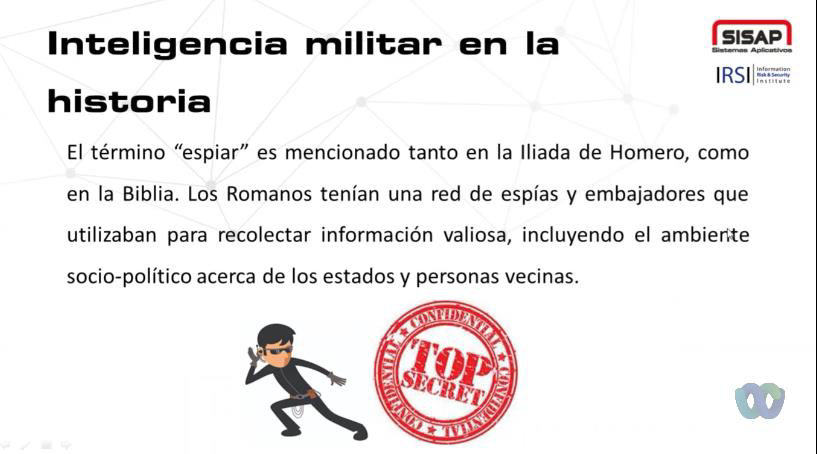 Inteligencia militar en la
historia
SISAP
Sistemas Aplicativos
IRSI Information
Risk & Security
Institute
El término “espiar” es mencionado tanto en la Iliada de Homero, como
en la Biblia. Los Romanos tenían una red de espías y embajadores que
utilizaban para recolectar información valiosa, incluyendo el ambiente
socio-político acerca de los estados y personas vecinas.
CONFIDENTIAL
TOP
SECRET
CONFIDENTIAL
CONFIDENTIAL
CONFIDENTIAL